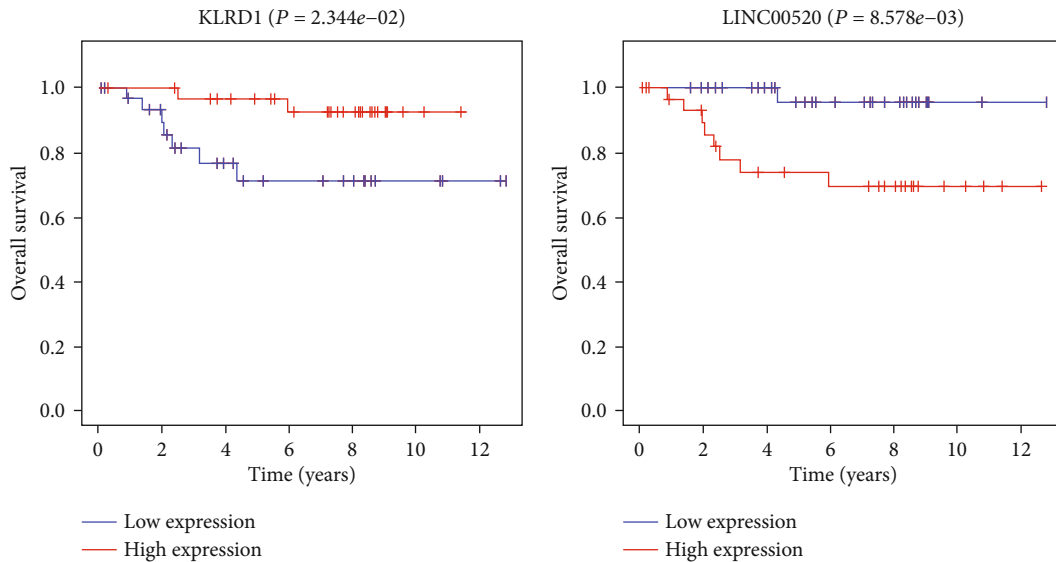 KLRD1 (P = 2.344e−02)
1.0
0.8
0.6
0.4
0.2
0.0
Overall survival
0 2 4 6 8 10 12
Time (years)
Low expression
High expression
LINC00520 (P = 8.578e−03)
1.0
0.8
0.6
0.4
0.2
0.0
Overall survival
0 2 4 6 8 10 12
Time (years)
Low expression
High expression